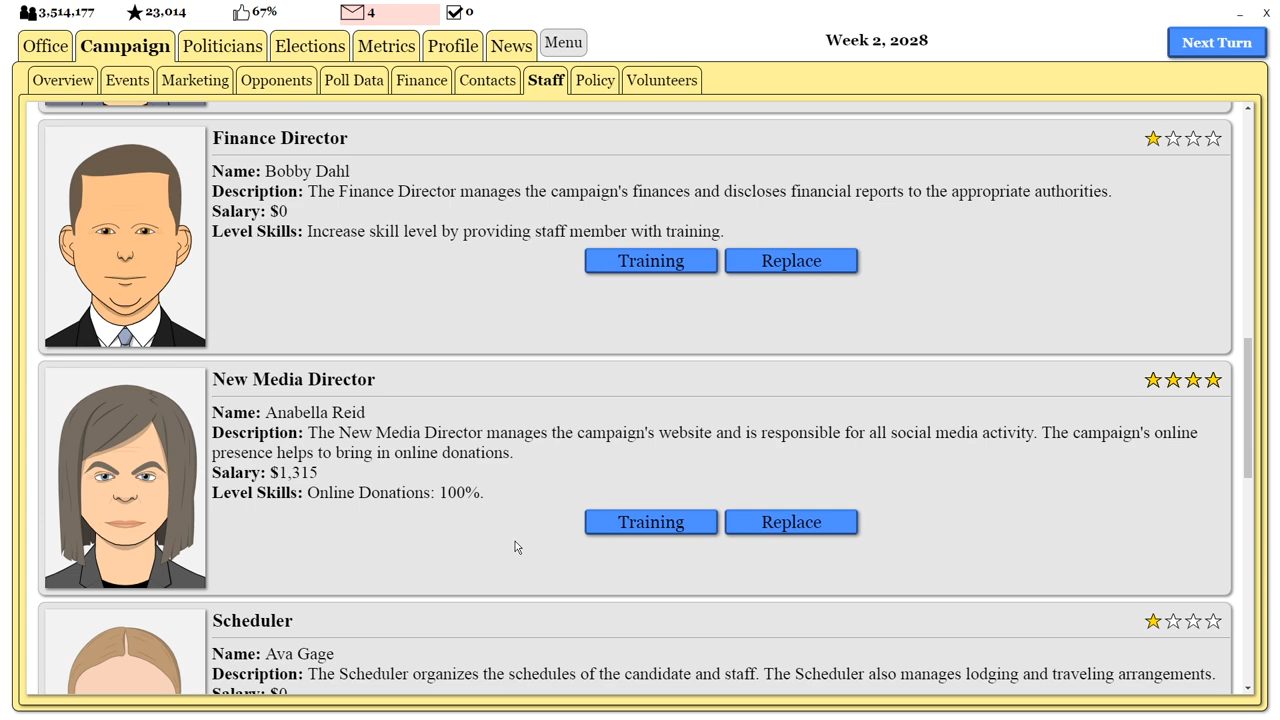 3,514,177 23,014 67% 4 0
_ X
Office Campaign Politicians Elections Metrics Profile News Menu Week 2, 2028 Next Turn
Overview Events Marketing Opponents Poll Data Finance Contacts Staff Policy Volunteers
Finance Director
Name: Bobby Dahl
Description: The Finance Director manages the campaign's finances and discloses financial reports to the appropriate authorities.
Salary: $0
Level Skills: Increase skill level by providing staff member with training.
Training Replace
New Media Director
Name: Anabella Reid
Description: The New Media Director manages the campaign's website and is responsible for all social media activity. The campaign's online
presence helps to bring in online donations.
Salary: $1,315
Level Skills: Online Donations: 100%.
Training Replace
Scheduler
Name: Ava Gage
Description: The Scheduler organizes the schedules of the candidate and staff. The Scheduler also manages lodging and traveling arrangements.
Salary: $0